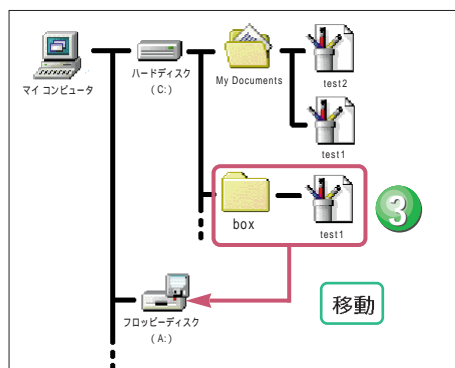 マイ コンピュータ
ハードディスク
(C:)
My Documents
test2
test1
box
test1
3
フロッピーディスク
(A:)
移動